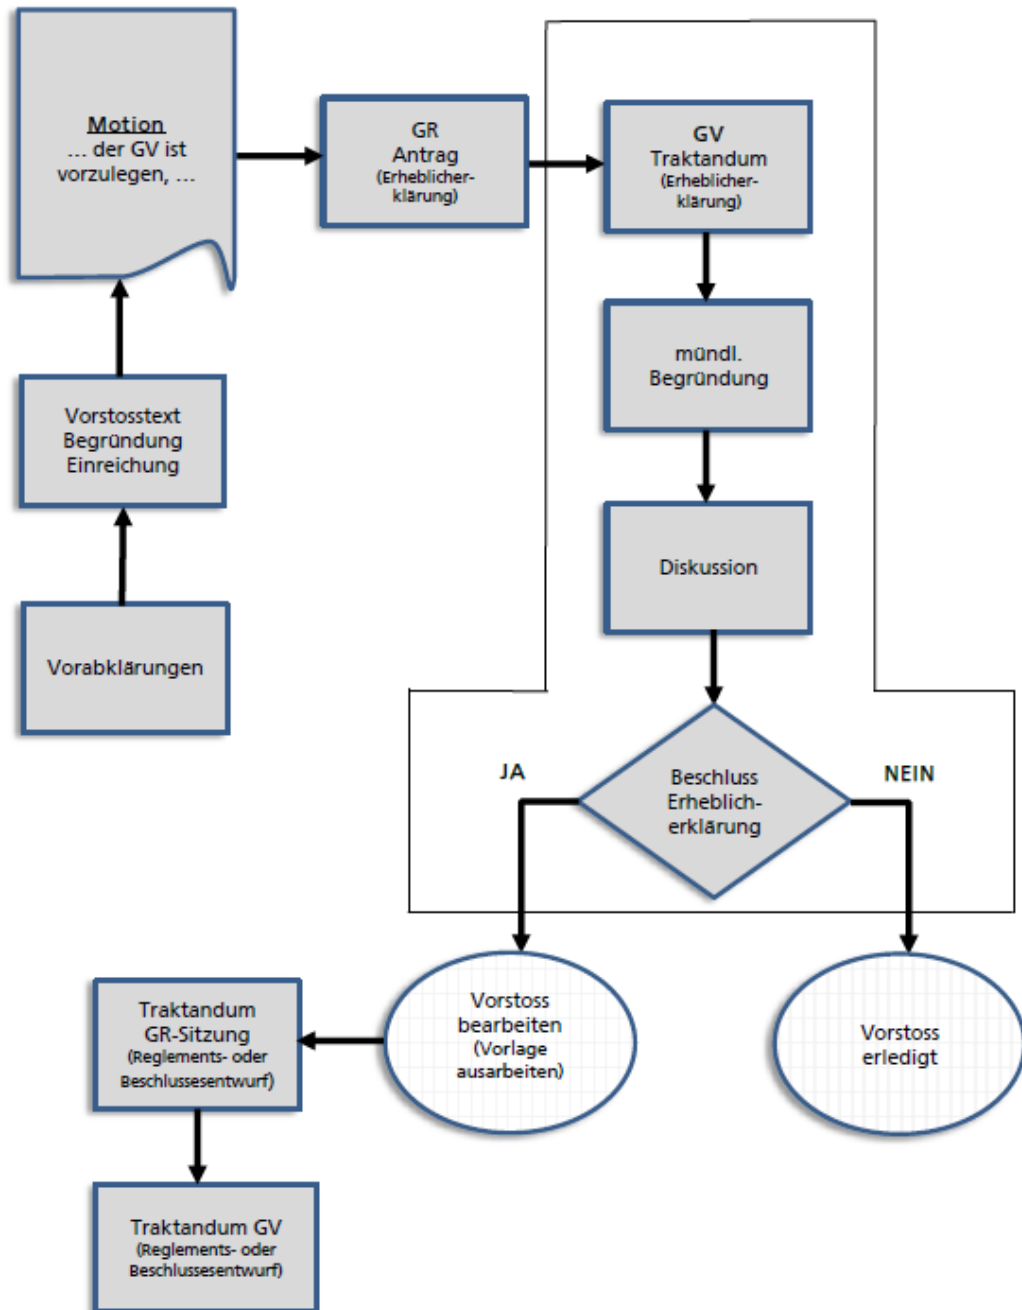 Motion
... der GV ist
vorzulegen, ...
GR
Antrag
(Erheblicher-
klärung)
GV
Traktandum
(Erheblicher-
klärung)
mündl.
Begründung
Vorstosstext
Begründung
Einreichung
Diskussion
Vorabklärungen
JA
Beschluss
Erheblich-
erklärung
NEIN
Vorstoss
bearbeiten
(Vorlage
ausarbeiten)
Vorstoss
erledigt
Traktandum
GR-Sitzung
(Reglements- oder
Beschlussesentwurf)
Traktandum GV
(Reglements- oder
Beschlussesentwurf)